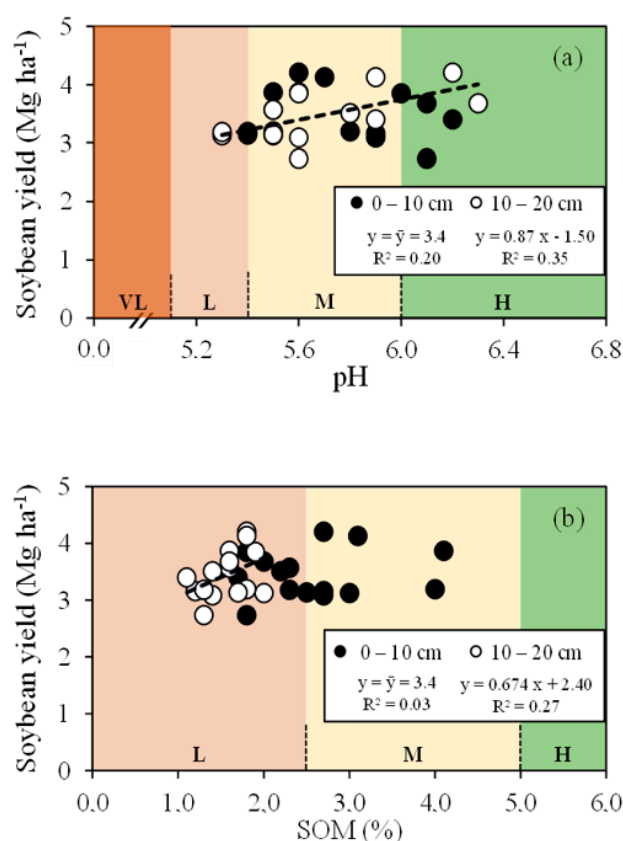 5
(a)
4
3
2
1
0
Soybean yield (Mg ha⁻¹)
0 – 10 cm 10 – 20 cm
y = ȳ = 3.4 y = 0.87 x - 1.50
R² = 0.20 R² = 0.35
VL L M H
0.0 5.2 5.6 6.0 6.4 6.8
pH
5
(b)
4
3
2
1
0
Soybean yield (Mg ha⁻¹)
0 – 10 cm 10 – 20 cm
y = ȳ = 3.4 y = 0.674 x + 2.40
R² = 0.03 R² = 0.27
L M H
0,0 1,0 2,0 3,0 4,0 5,0 6,0
SOM (%)